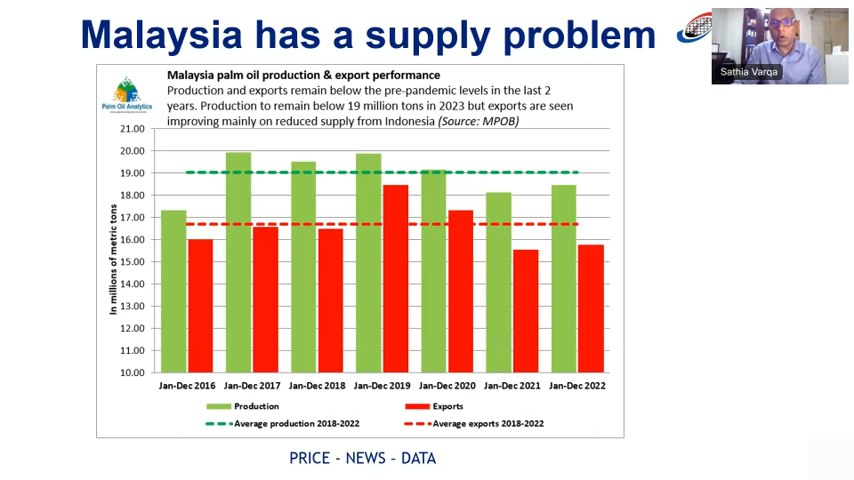 Malaysia has a supply problem
Sathia Varqa
Palm Oil Analytics
Malaysia palm oil production & export performance
Production and exports remain below the pre-pandemic levels in the last 2
years. Production to remain below 19 million tons in 2023 but exports are seen
improving mainly on reduced supply from Indonesia (Source: MPOB)
In millions of metric tons
21.00
20.00
19.00
18.00
17.00
16.00
15.00
14.00
13.00
12.00
11.00
10.00
Jan-Dec 2016 Jan-Dec 2017 Jan-Dec 2018 Jan-Dec 2019 Jan-Dec 2020 Jan-Dec 2021 Jan-Dec 2022
Production Exports
Average production 2018-2022 Average exports 2018-2022
PRICE - NEWS - DATA